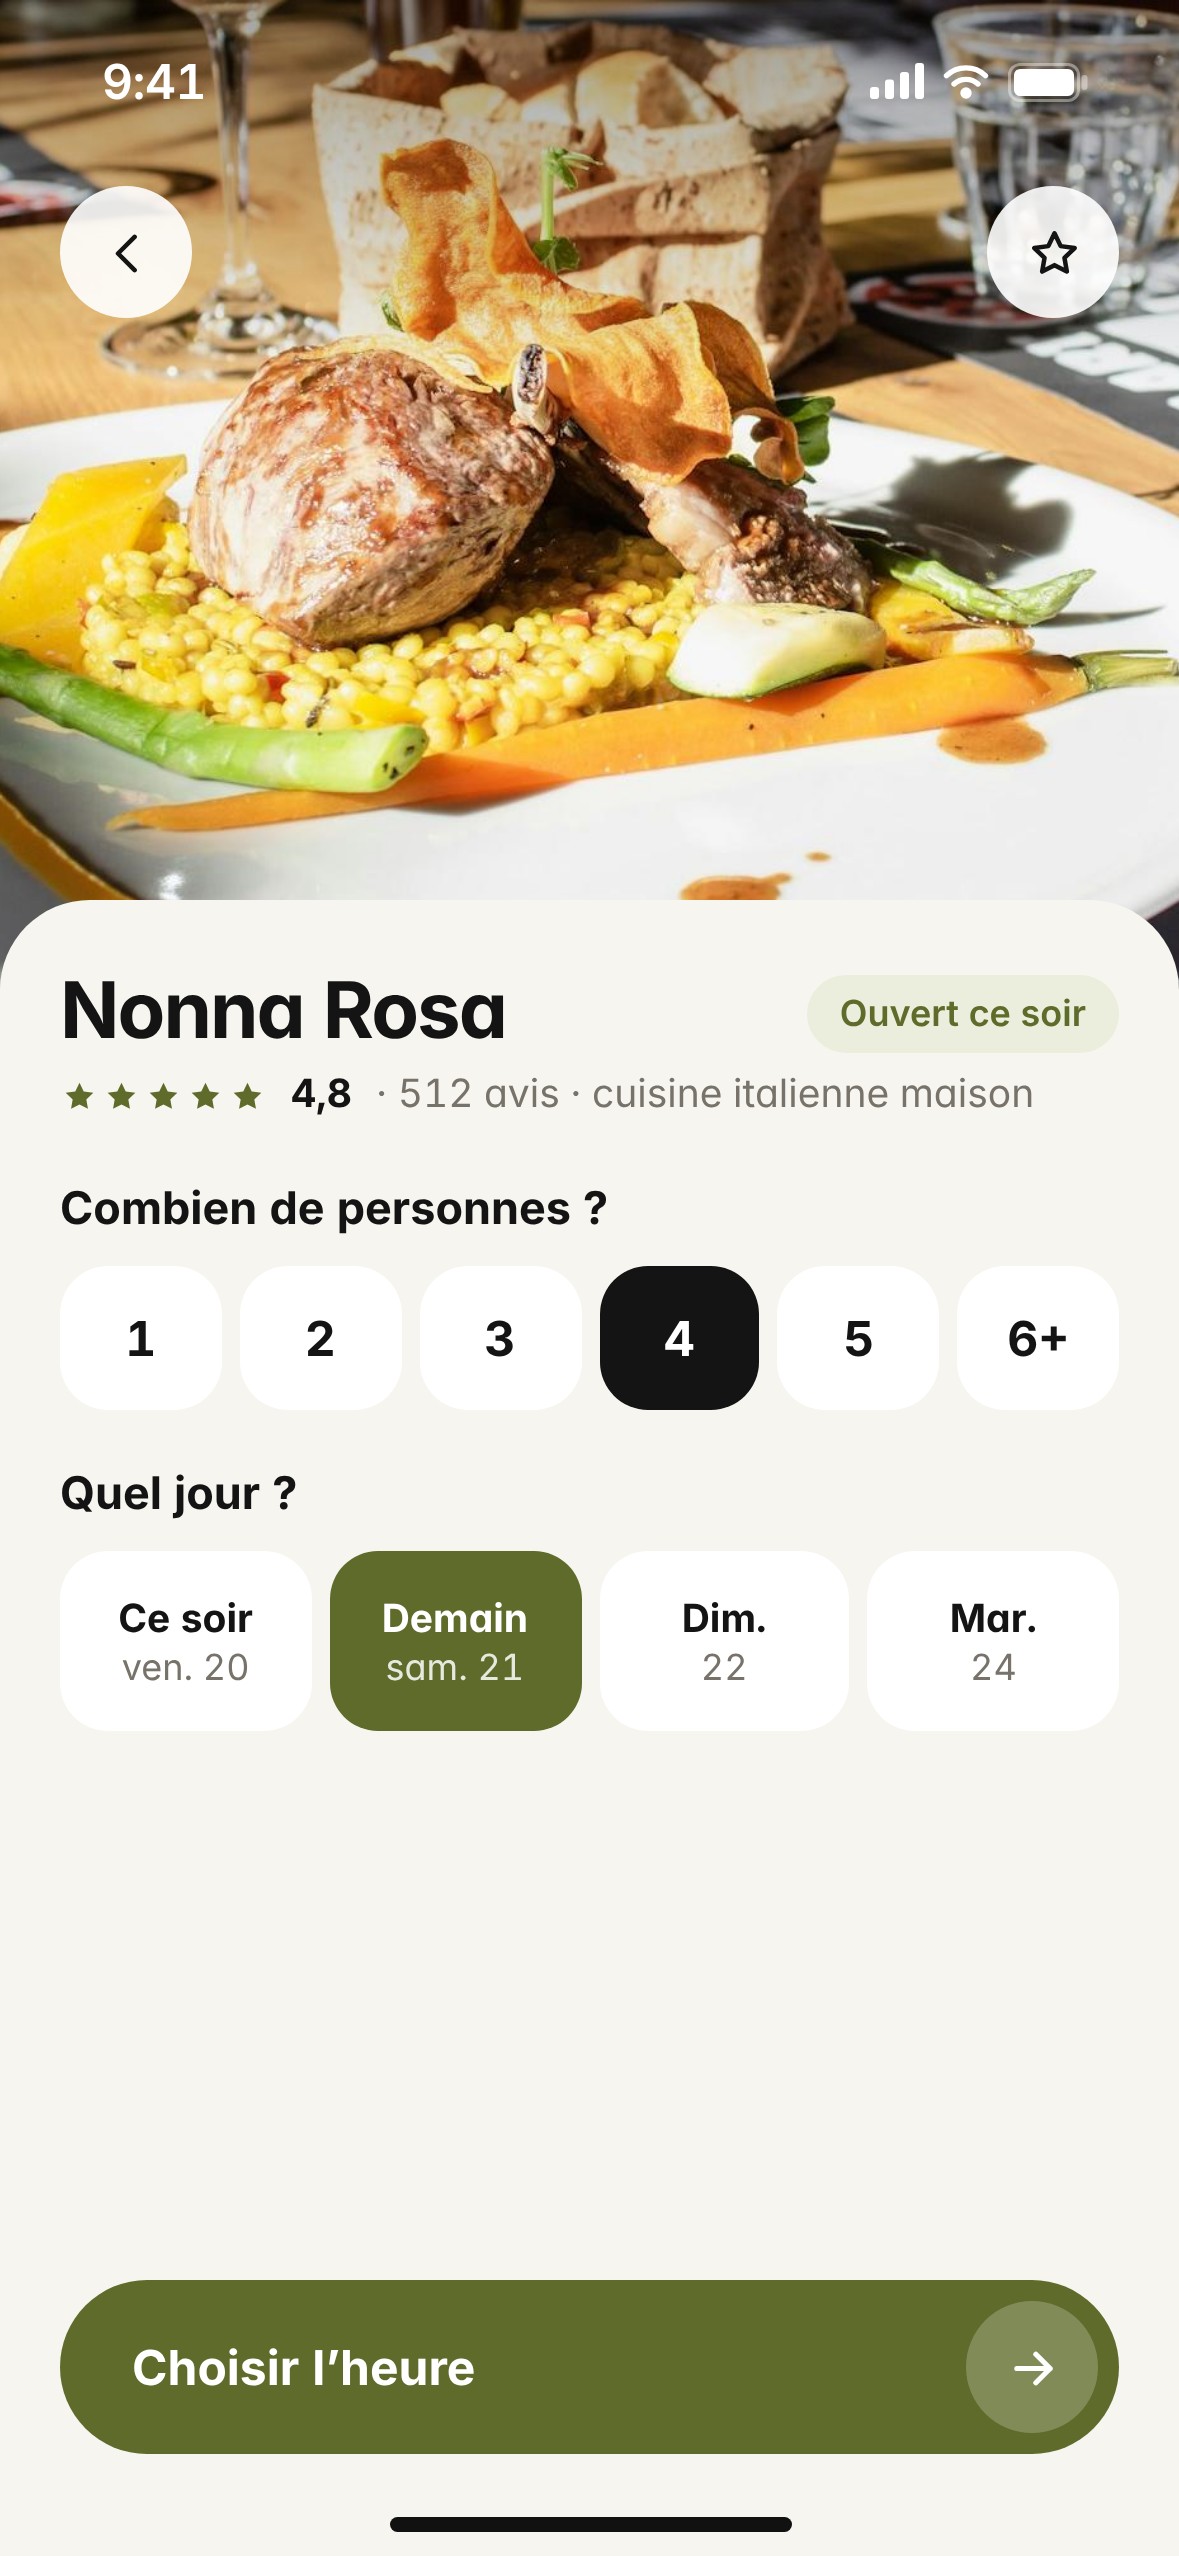 9:41
Nonna Rosa
Ouvert ce soir
4,8 · 512 avis · cuisine italienne maison
Combien de personnes ?
1 2 3 4 5 6+
Quel jour ?
Ce soir Demain Dim. Mar.
ven. 20 sam. 21 22 24
Choisir l’heure